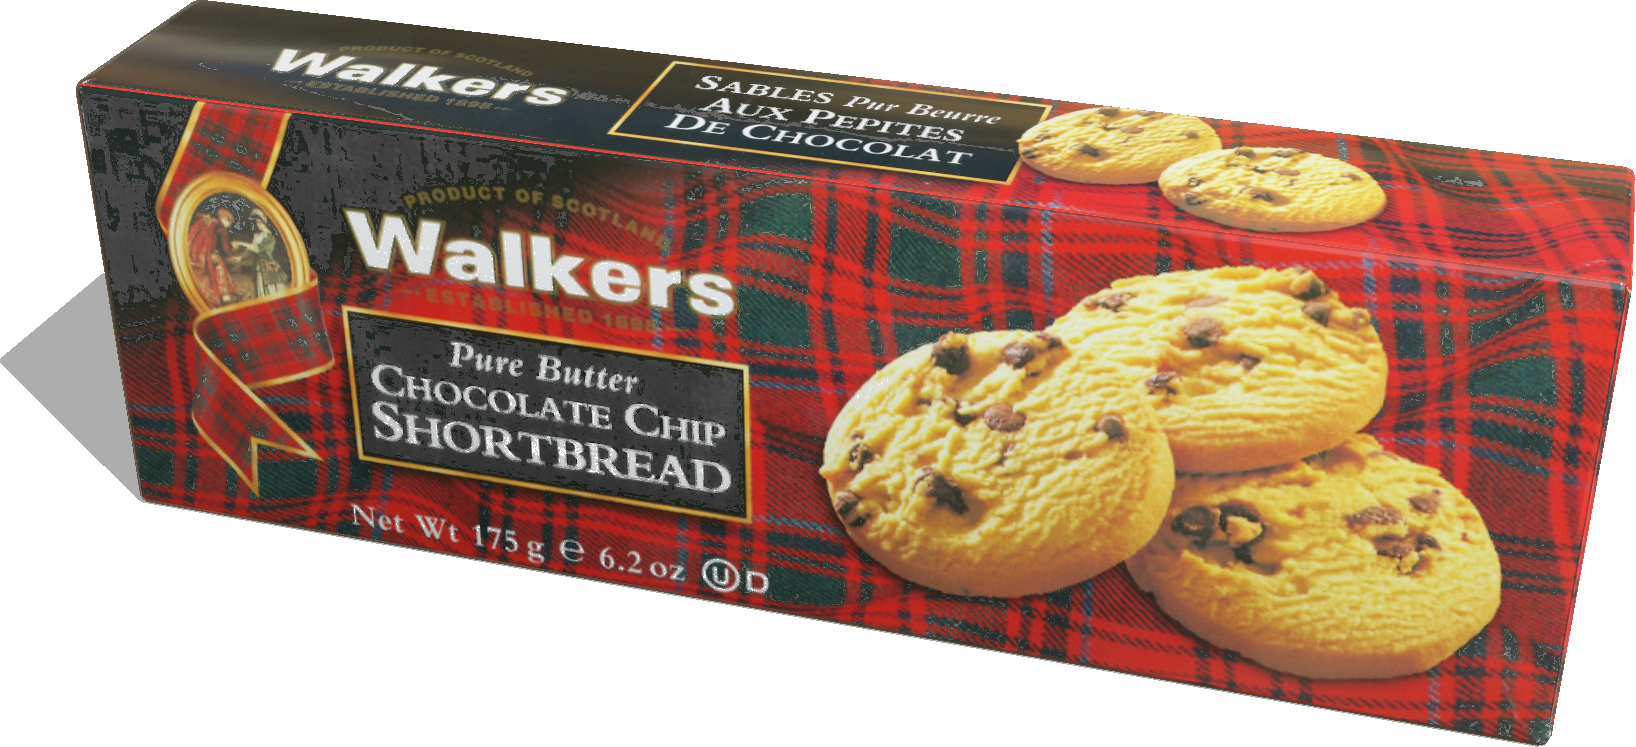 PRODUCT OF SCOTLAND
Walkers
ESTABLISHED 1898
SABLES Pur Beurre
AUX PEPITES
DE CHOCOLAT
PRODUCT OF SCOTLAND
Walkers
ESTABLISHED 1898
Pure Butter
CHOCOLATE CHIP
SHORTBREAD
Net Wt 175 g ℮ 6.2 oz Ⓤ D